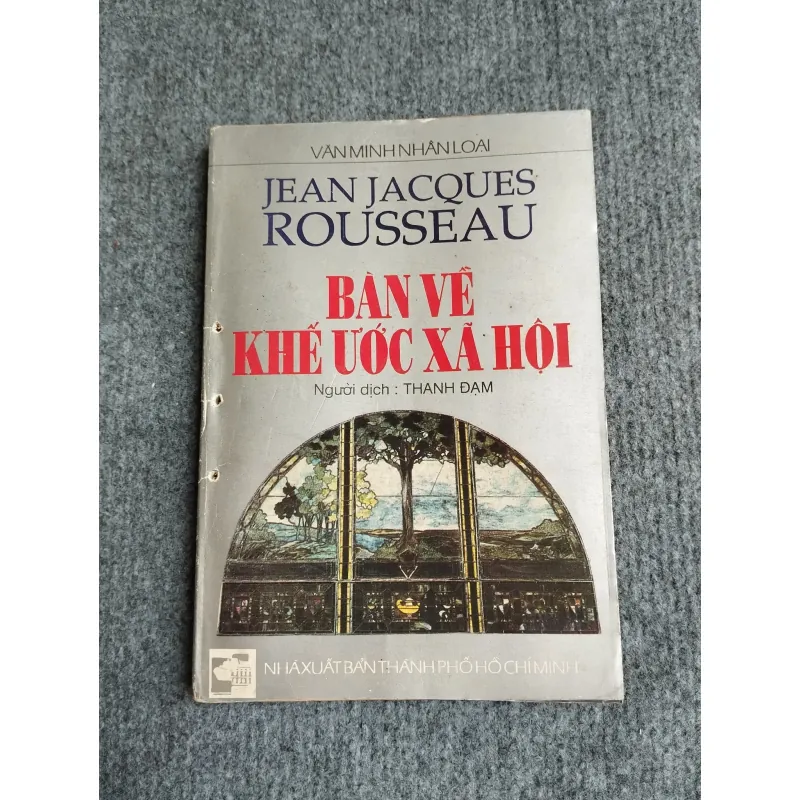 VĂN MINH NHÂN LOẠI
JEAN JACQUES
ROUSSEAU
BÀN VỀ
KHẾ ƯỚC XÃ HỘI
Người dịch : THANH ĐẠM
NHÀ XUẤT BẢN THÀNH PHỐ HỒ CHÍ MINH